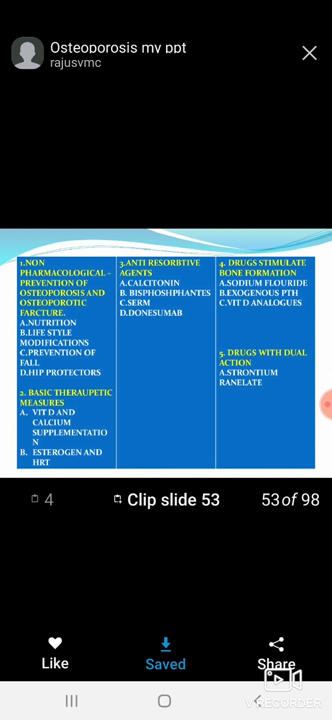 Osteoporosis my ppt
rajusvmc
1.NON
PHARMACOLOGICAL –
PREVENTION OF
OSTEOPOROSIS AND
OSTEOPOROTIC
FARCTURE.
A.NUTRITION
B.LIFE STYLE
MODIFICATIONS
C.PREVENTION OF
FALL
D.HIP PROTECTORS
2. BASIC THERAUPETIC
MEASURES
A. VIT D AND
CALCIUM
SUPPLEMENTATIO
N
B. ESTEROGEN AND
HRT
3.ANTI RESORBTIVE
AGENTS
A.CALCITONIN
B. BISPHOSHPHANTES
C.SERM
D.DONESUMAB
4. DRUGS STIMULATE
BONE FORMATION
A.SODIUM FLOURIDE
B.EXOGENOUS PTH
C.VIT D ANALOGUES
5. DRUGS WITH DUAL
ACTION
A.STRONTIUM
RANELATE
4
Clip slide 53
53 of 98
Like
Saved
Share
V RECORDER